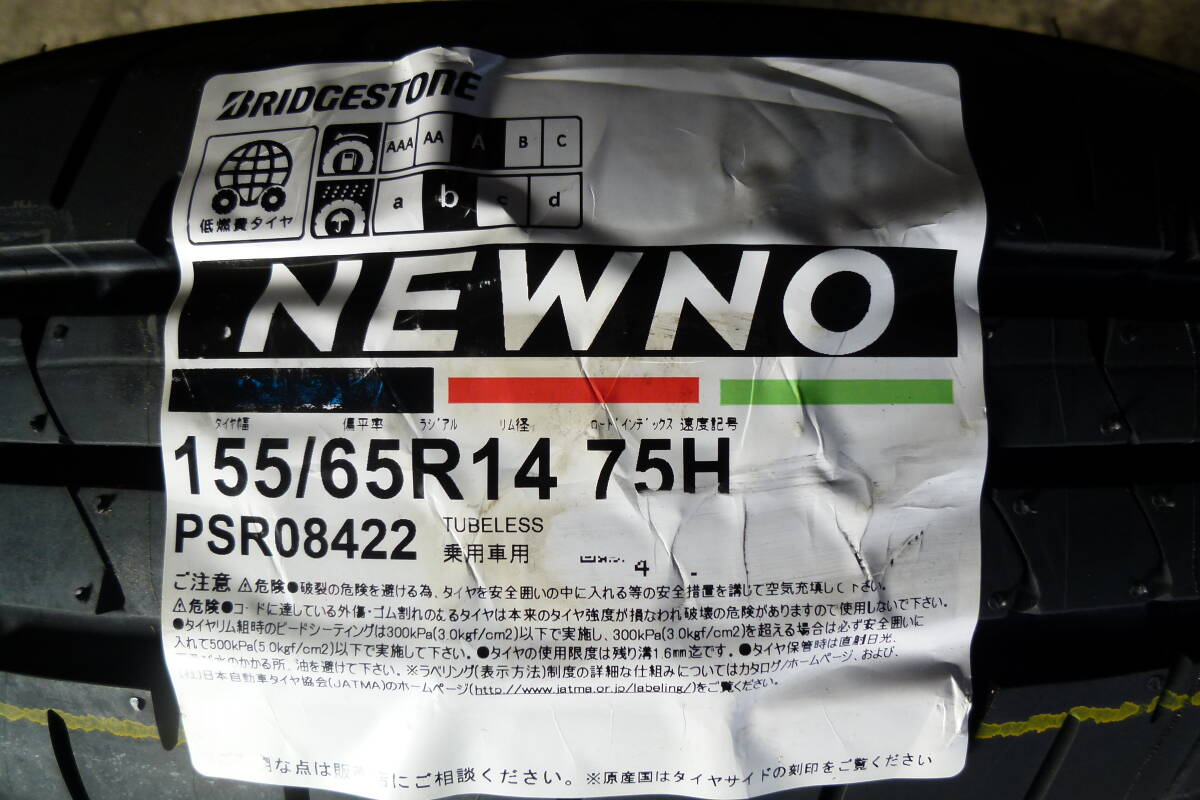 BRIDGESTONE
AAA AA A B C
a b c d
低燃費タイヤ
NEWNO
タイヤ幅 偏平率 ラジアル リム径 ロードインデックス 速度記号
155/65R14 75H
PSR08422 TUBELESS
乗用車用
4
ご注意 ⚠危険●破裂の危険を避ける為、タイヤを安全囲いの中に入れる等の安全措置を講じて空気充填して下さい。
⚠危険●コードに達している外傷・ゴム割れのあるタイヤは本来のタイヤ強度が損なわれ破壊の危険がありますので使用しないで下さい。
●タイヤリム組時のビードシーティングは300kPa(3.0kgf/cm2)以下で実施し、300kPa(3.0kgf/cm2)を超える場合は必ず安全囲いに
入れて500kPa(5.0kgf/cm2)以下で実施して下さい。●タイヤの使用限度は残り溝1.6mm迄です。●タイヤ保管時は直射日光、
水のかかる所、油を避けて下さい。※ラベリング(表示方法)制度の詳細な仕組みについてはカタログ/ホームページ、および、
日本自動車タイヤ協会(JATMA)のホームページ(http://www.jatma.or.jp/labeling/)をご覧ください。
な点は販 にご相談ください。※原産国はタイヤサイドの刻印をご覧ください